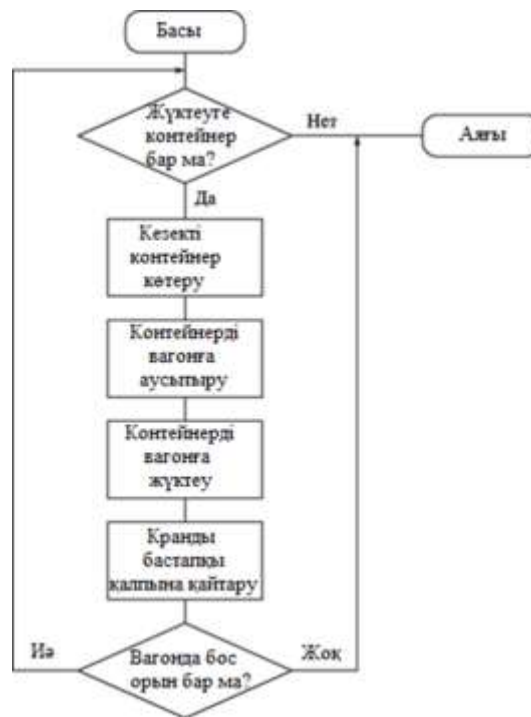 Басы
Жүктеуге
контейнер
бар ма?
Нет
Аяғы
Да
Кезекті
контейнер
көтеру
Контейнерді
вагонға
аусытыру
Контейнерді
вагонға
жүктеу
Кранды
бастапқы
қалпына қайтару
Иә
Вагонда бос
орын бар ма?
Жоқ